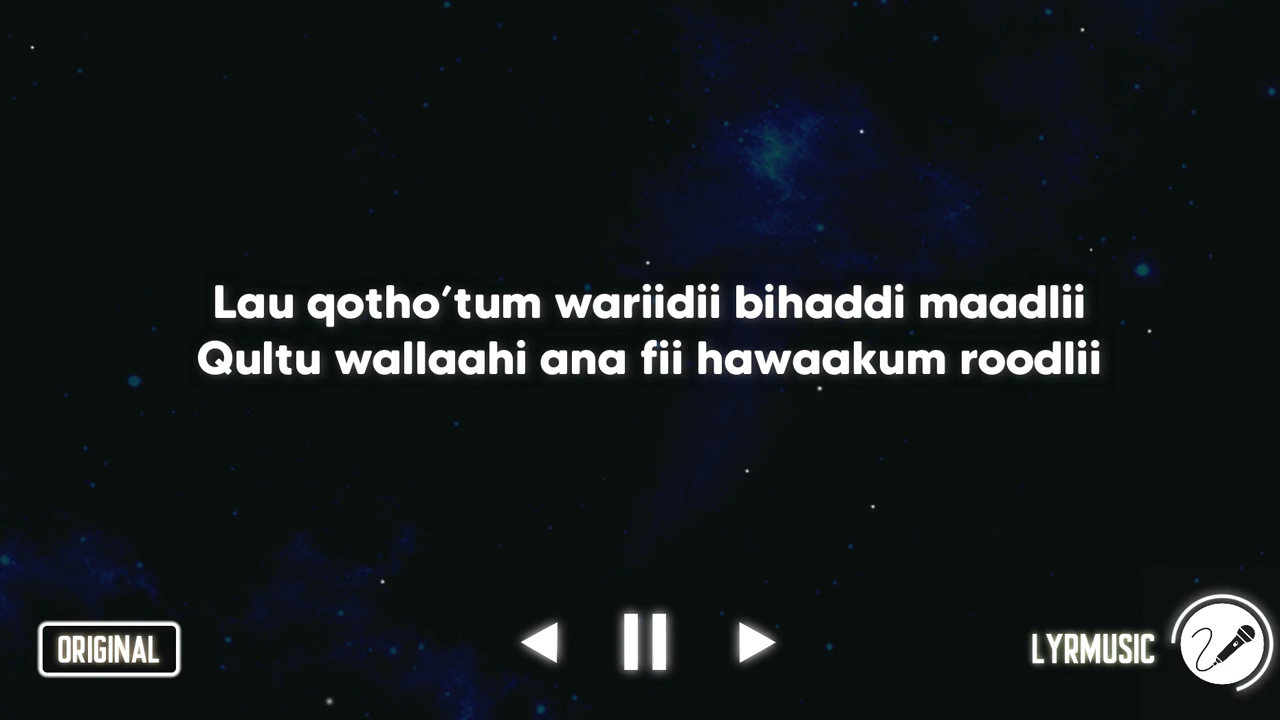 Lau qotho’tum wariidii bihaddi maadlii
Qultu wallaahi ana fii hawaakum roodlii
ORIGINAL
LYRMUSIC